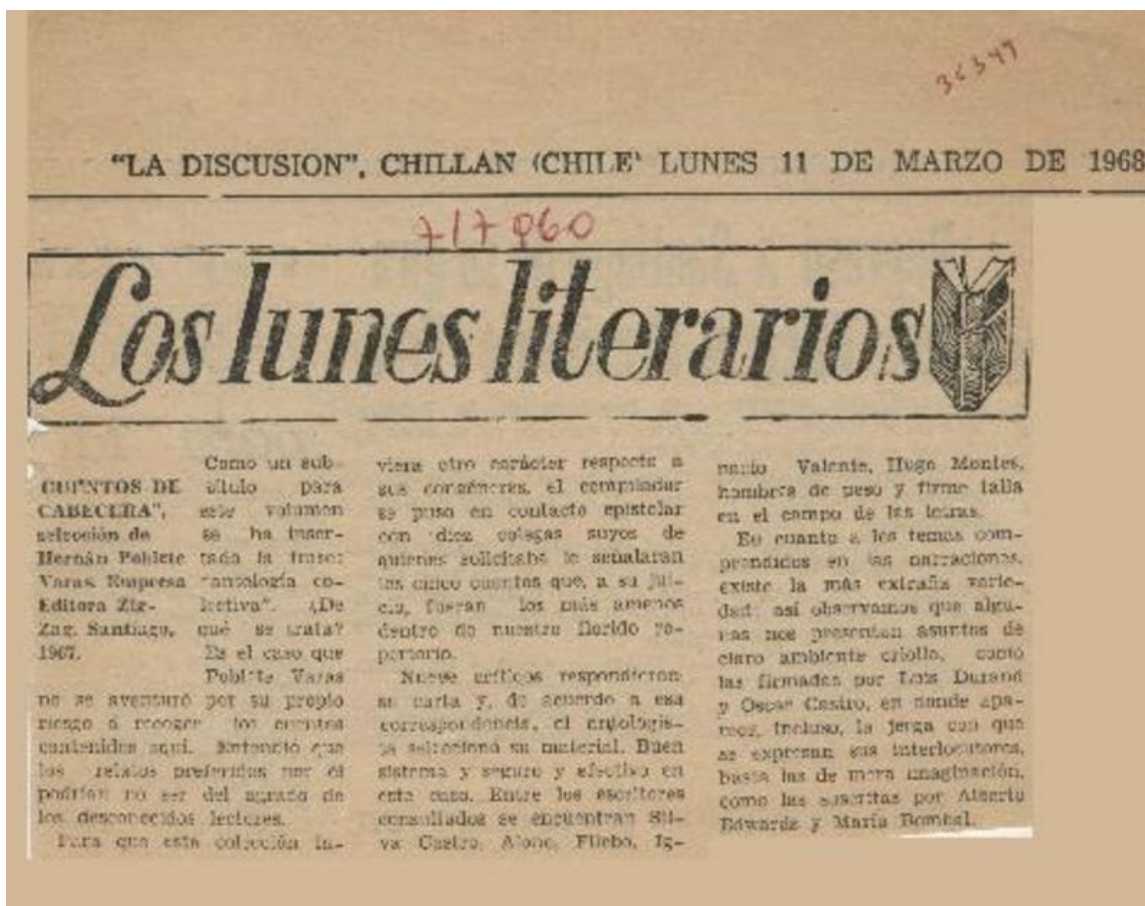 36349
"LA DISCUSION", CHILLAN (CHILE) LUNES 11 DE MARZO DE 1968
717960
Los lunes literarios
CUENTOS DE
CABECERA",
selección de
Hernán Poblete
Varas. Empresa
Editora Zig-
Zag. Santiago,
1967.
Como un sub-
título para
este volumen
se ha inser-
tado la frase:
"antología co-
lectiva". ¿De
qué se trata?
Es el caso que
Poblete Varas
no se aventuró por su propio
riesgo a recoger los cuentos
contenidos aquí. Entendió que
los relatos preferidos por él
podrían no ser del agrado de
los desconocidos lectores.
Para que esta colección tu-
viera otro carácter respecto a
sus congéneres, el compilador
se puso en contacto epistolar
con diez colegas suyos de
quienes solicitaba le señalaran
los cinco cuentos que, a su jui-
cio, fueran los más amenos
dentro de nuestro florido re-
pertorio.
Nueve críticos respondieron
su carta y, de acuerdo a esa
correspondencia, el antologis-
ta seleccionó su material. Buen
sistema y seguro y efectivo en
este caso. Entre los escritores
consultados se encuentran Sil-
va Castro, Alone, Filebo, Ig-
nacio Valente, Hugo Montes,
hombres de peso y firme talla
en el campo de las letras.
En cuanto a los temas com-
prendidos en las narraciones,
existe la más extraña varie-
dad; así observamos que algu-
nas nos presentan asuntos de
claro ambiente criollo, como
las firmadas por Luis Durand
y Oscar Castro, en donde apa-
rece, incluso, la jerga con que
se expresan sus interlocutores,
hasta las de mera imaginación,
como las suscritas por Alberto
Edwards y María Bombal.